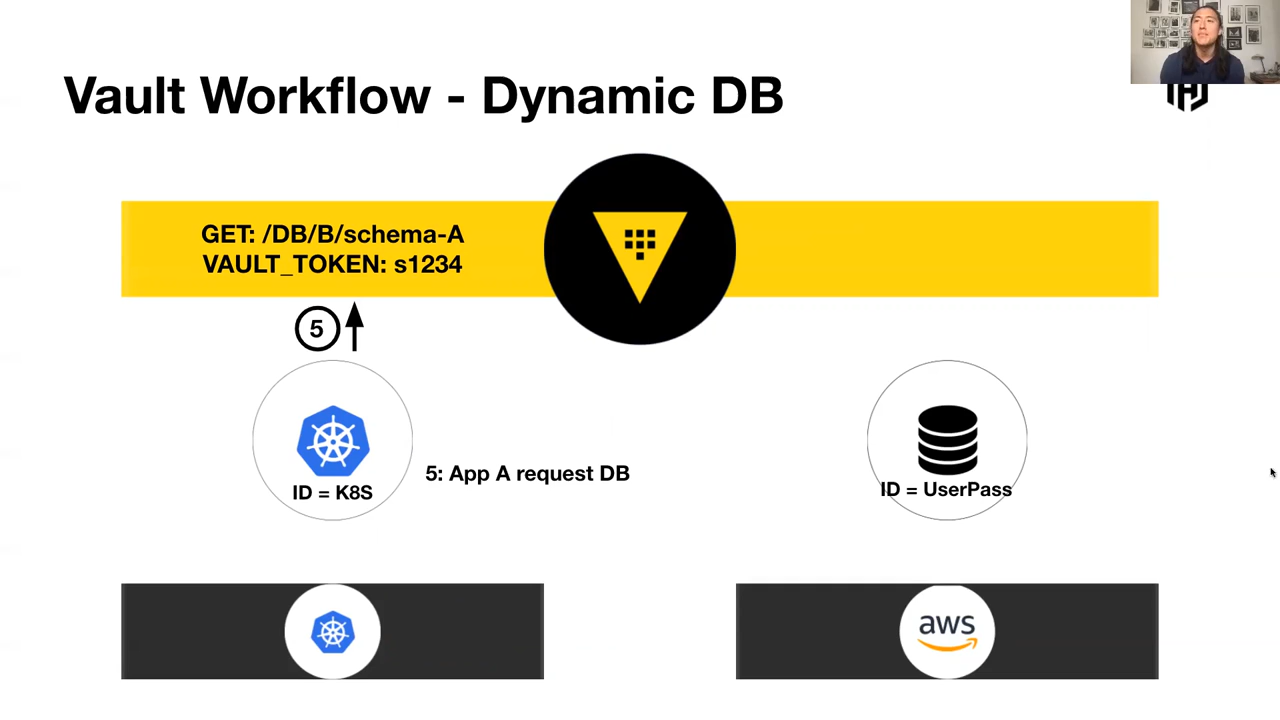 Vault Workflow - Dynamic DB
GET: /DB/B/schema-A
VAULT_TOKEN: s1234
5
ID = K8S
5: App A request DB
ID = UserPass
aws